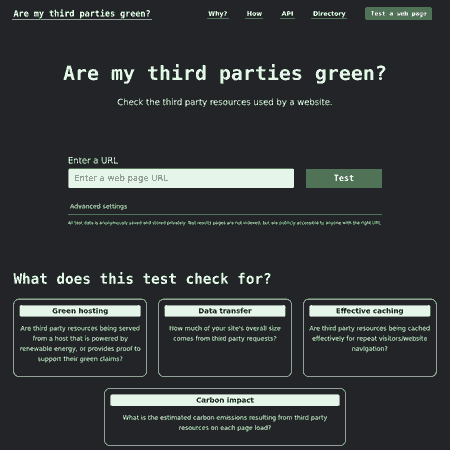 Are my third parties green?
Why? How API Directory Test a web page
Are my third parties green?
Check the third party resources used by a website.
Enter a URL
Enter a web page URL Test
Advanced settings
All test data is anonymously saved and stored privately. Test results pages are not indexed, but are publicly accessible to anyone with the right URL.
What does this test check for?
Green hosting
Are third party resources being served
from a host that is powered by
renewable energy, or provides proof to
support their green claims?
Data transfer
How much of your site's overall size
comes from third party requests?
Effective caching
Are third party resources being cached
effectively for repeat visitors/website
navigation?
Carbon impact
What is the estimated carbon emissions resulting from third party
resources on each page load?